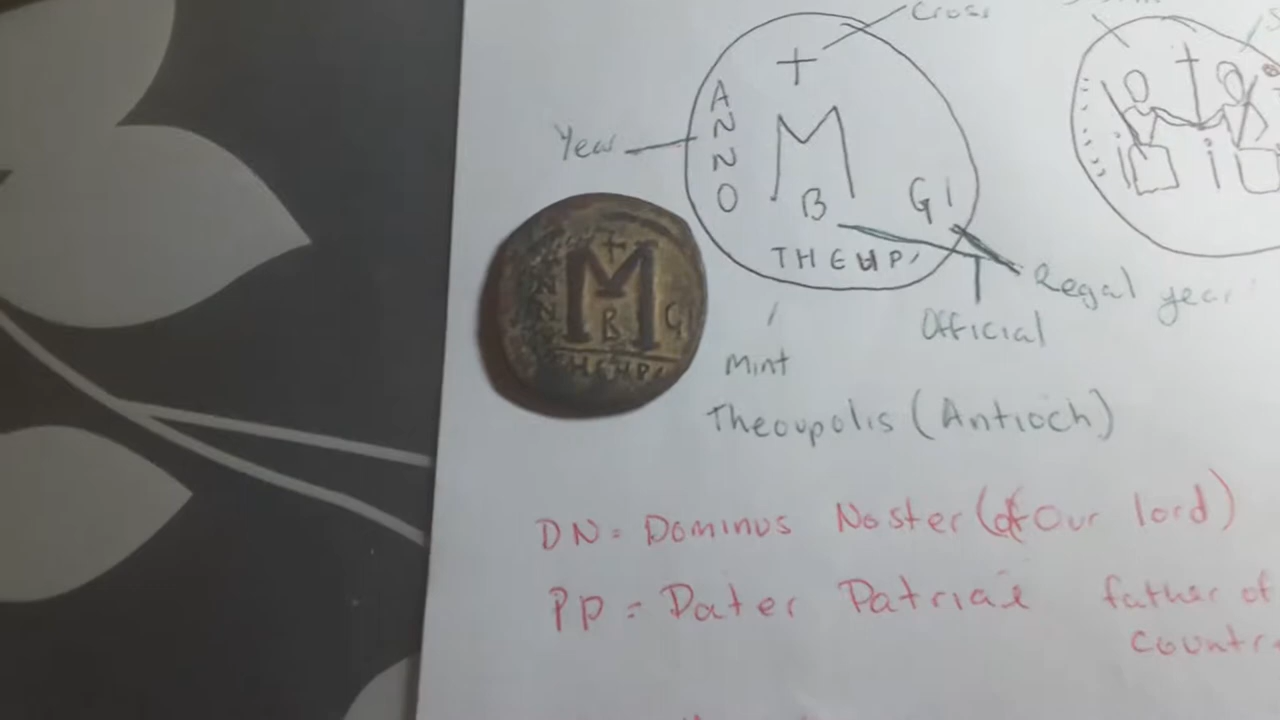 Cross
Year
A
N
N
O
+
M
B
G I
THEUP'
Regal year
Official
Mint
Theoupolis (Antioch)
M
B
G
DN = Dominus Noster (of Our lord)
PP = Pater Patriae father of
countr